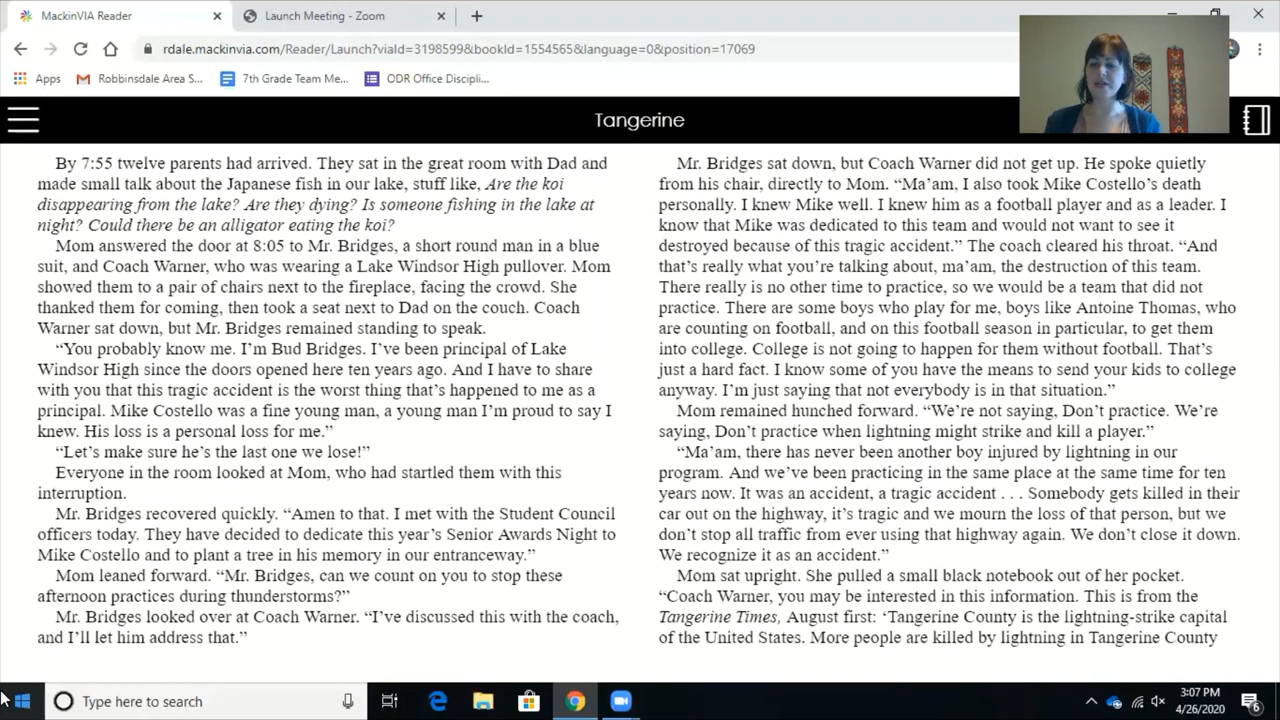 MackinVIA Reader
Launch Meeting - Zoom
rdale.mackinvia.com/Reader/Launch?viaId=3198599&bookId=1554565&language=0&position=17069
Apps
Robbinsdale Area S...
7th Grade Team Me...
ODR Office Discipli...
Tangerine
By 7:55 twelve parents had arrived. They sat in the great room with Dad and
made small talk about the Japanese fish in our lake, stuff like, Are the koi
disappearing from the lake? Are they dying? Is someone fishing in the lake at
night? Could there be an alligator eating the koi?
Mom answered the door at 8:05 to Mr. Bridges, a short round man in a blue
suit, and Coach Warner, who was wearing a Lake Windsor High pullover. Mom
showed them to a pair of chairs next to the fireplace, facing the crowd. She
thanked them for coming, then took a seat next to Dad on the couch. Coach
Warner sat down, but Mr. Bridges remained standing to speak.
“You probably know me. I’m Bud Bridges. I’ve been principal of Lake
Windsor High since the doors opened here ten years ago. And I have to share
with you that this tragic accident is the worst thing that’s happened to me as a
principal. Mike Costello was a fine young man, a young man I’m proud to say I
knew. His loss is a personal loss for me.”
“Let’s make sure he’s the last one we lose!”
Everyone in the room looked at Mom, who had startled them with this
interruption.
Mr. Bridges recovered quickly. “Amen to that. I met with the Student Council
officers today. They have decided to dedicate this year’s Senior Awards Night to
Mike Costello and to plant a tree in his memory in our entranceway.”
Mom leaned forward. “Mr. Bridges, can we count on you to stop these
afternoon practices during thunderstorms?”
Mr. Bridges looked over at Coach Warner. “I’ve discussed this with the coach,
and I’ll let him address that.”
Mr. Bridges sat down, but Coach Warner did not get up. He spoke quietly
from his chair, directly to Mom. “Ma’am, I also took Mike Costello’s death
personally. I knew Mike well. I knew him as a football player and as a leader. I
know that Mike was dedicated to this team and would not want to see it
destroyed because of this tragic accident.” The coach cleared his throat. “And
that’s really what you’re talking about, ma’am, the destruction of this team.
There really is no other time to practice, so we would be a team that did not
practice. There are some boys who play for me, boys like Antoine Thomas, who
are counting on football, and on this football season in particular, to get them
into college. College is not going to happen for them without football. That’s
just a hard fact. I know some of you have the means to send your kids to college
anyway. I’m just saying that not everybody is in that situation.”
Mom remained hunched forward. “We’re not saying, Don’t practice. We’re
saying, Don’t practice when lightning might strike and kill a player.”
“Ma’am, there has never been another boy injured by lightning in our
program. And we’ve been practicing in the same place at the same time for ten
years now. It was an accident, a tragic accident . . . Somebody gets killed in their
car out on the highway, it’s tragic and we mourn the loss of that person, but we
don’t stop all traffic from ever using that highway again. We don’t close it down.
We recognize it as an accident.”
Mom sat upright. She pulled a small black notebook out of her pocket.
“Coach Warner, you may be interested in this information. This is from the
Tangerine Times, August first: ‘Tangerine County is the lightning-strike capital
of the United States. More people are killed by lightning in Tangerine County
Type here to search
3:07 PM
4/26/2020
6